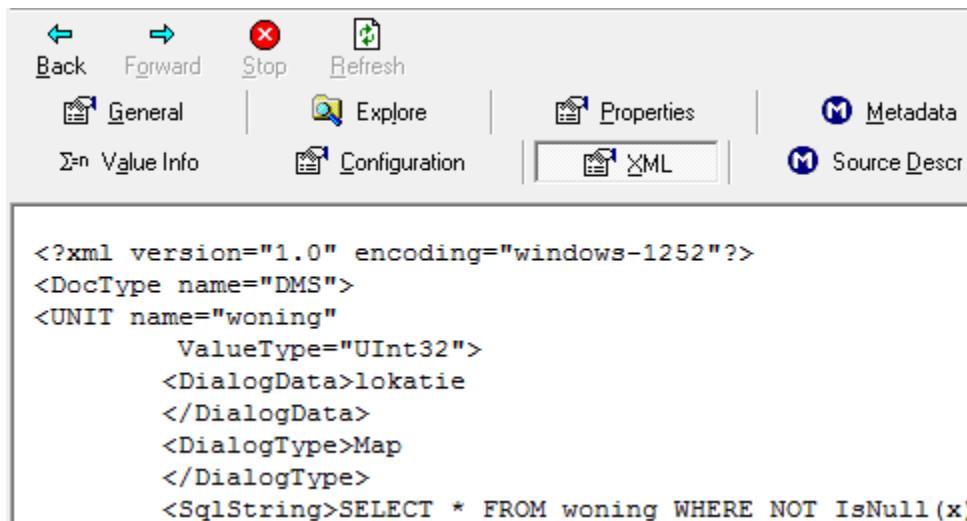 Back Forward Stop Refresh
General Explore Properties Metadata
Σ=n Value Info Configuration XML Source Descr
<?xml version="1.0" encoding="windows-1252"?>
<DocType name="DMS">
<UNIT name="woning"
ValueType="UInt32">
<DialogData>lokatie
</DialogData>
<DialogType>Map
</DialogType>
<SqlString>SELECT * FROM woning WHERE NOT IsNull(x)